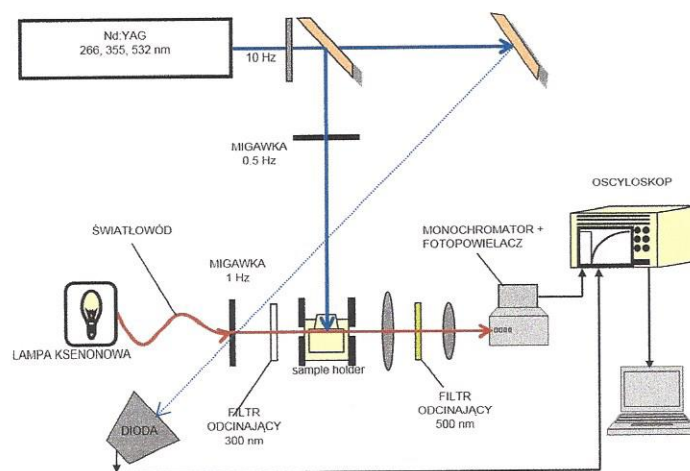 Nd:YAG
266, 355, 532 nm
10 Hz
MIGAWKA
0.5 Hz
OSCYLOSKOP
ŚWIATŁOWÓD
MIGAWKA
1 Hz
MONOCHROMATOR +
FOTOPOWIELACZ
LAMPA KSENONOWA
sample holder
FILTR
ODCINAJĄCY
300 nm
FILTR
ODCINAJĄCY
500 nm
DIODA